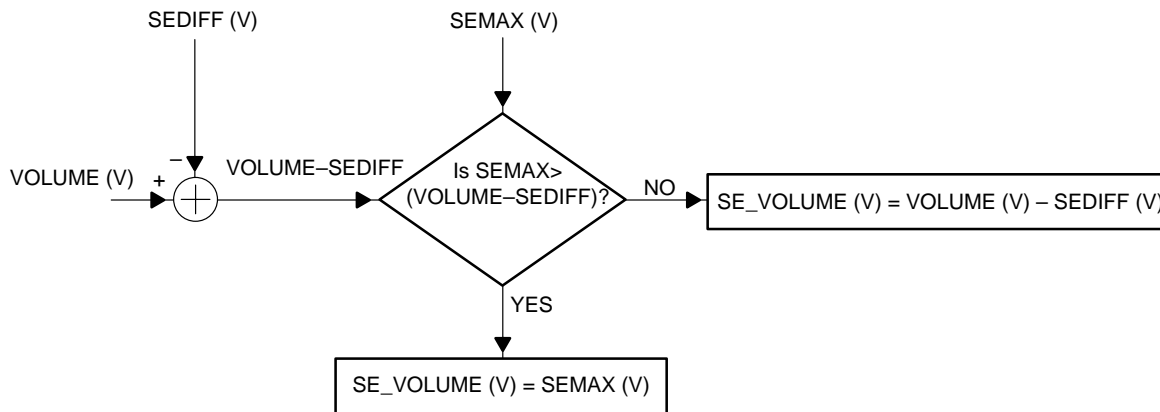 SEDIFF (V)
SEMAX (V)
–
VOLUME (V)
+
VOLUME–SEDIFF
Is SEMAX>
(VOLUME–SEDIFF)?
NO
SE_VOLUME (V) = VOLUME (V) – SEDIFF (V)
YES
SE_VOLUME (V) = SEMAX (V)